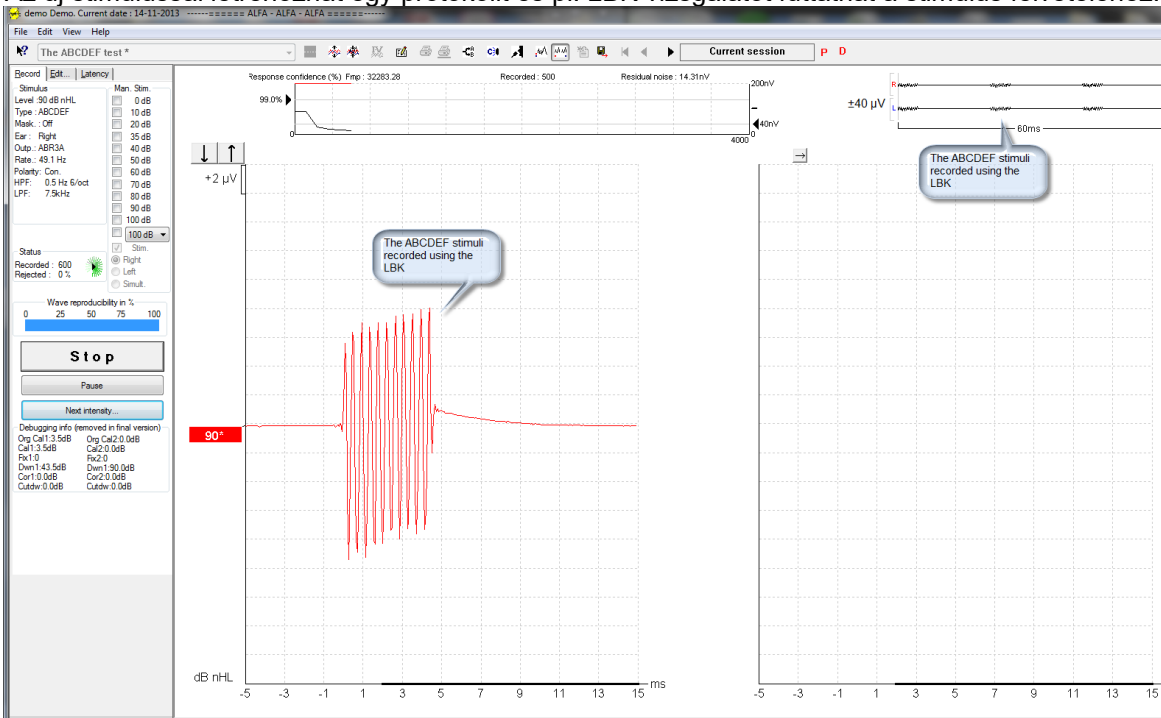 demo Demo. Current date : 14-11-2013 ------====== ALFA - ALFA - ALFA ======------
File Edit View Help
The ABCDEF test *
Current session
P D
Record Edit... Latency
Stimulus
Level :90 dB nHL
Type : ABCDEF
Mask. : Off
Ear : Right
Outp.: ABR3A
Rate.: 49.1 Hz
Polarity: Con.
HPF: 0.5 Hz 6/oct
LPF: 7.5kHz
Man. Stim.
0 dB
10 dB
20 dB
35 dB
40 dB
50 dB
60 dB
70 dB
80 dB
90 dB
100 dB
100 dB
Stim.
Right
Left
Simult.
Status
Recorded : 600
Rejected : 0 %
Wave reproducibility in %
0 25 50 75 100
Stop
Pause
Next intensity...
Debugging info (removed in final version)
Org Cal1:3.5dB Org Cal2:0.0dB
Cal1:3.5dB Cal2:0.0dB
Fix1:0 Fix2:0
Dwn1:43.5dB Dwn1:90.0dB
Cor1:0.0dB Cor2:0.0dB
Cutdw:0.0dB Cutdw:0.0dB
Response confidence (%) Fmp : 32283.28 Recorded : 500 Residual noise : 14.31nV
99.0%
0
200nV
40nV
0
4000
+2 µV
The ABCDEF stimuli
recorded using the
LBK
90*
dB nHL
-5 -3 -1 1 3 5 7 9 11 13 15 ms
±40 µV
R
L
60ms
The ABCDEF stimuli
recorded using the
LBK
-5 -3 -1 1 3 5 7 9 11 13 15